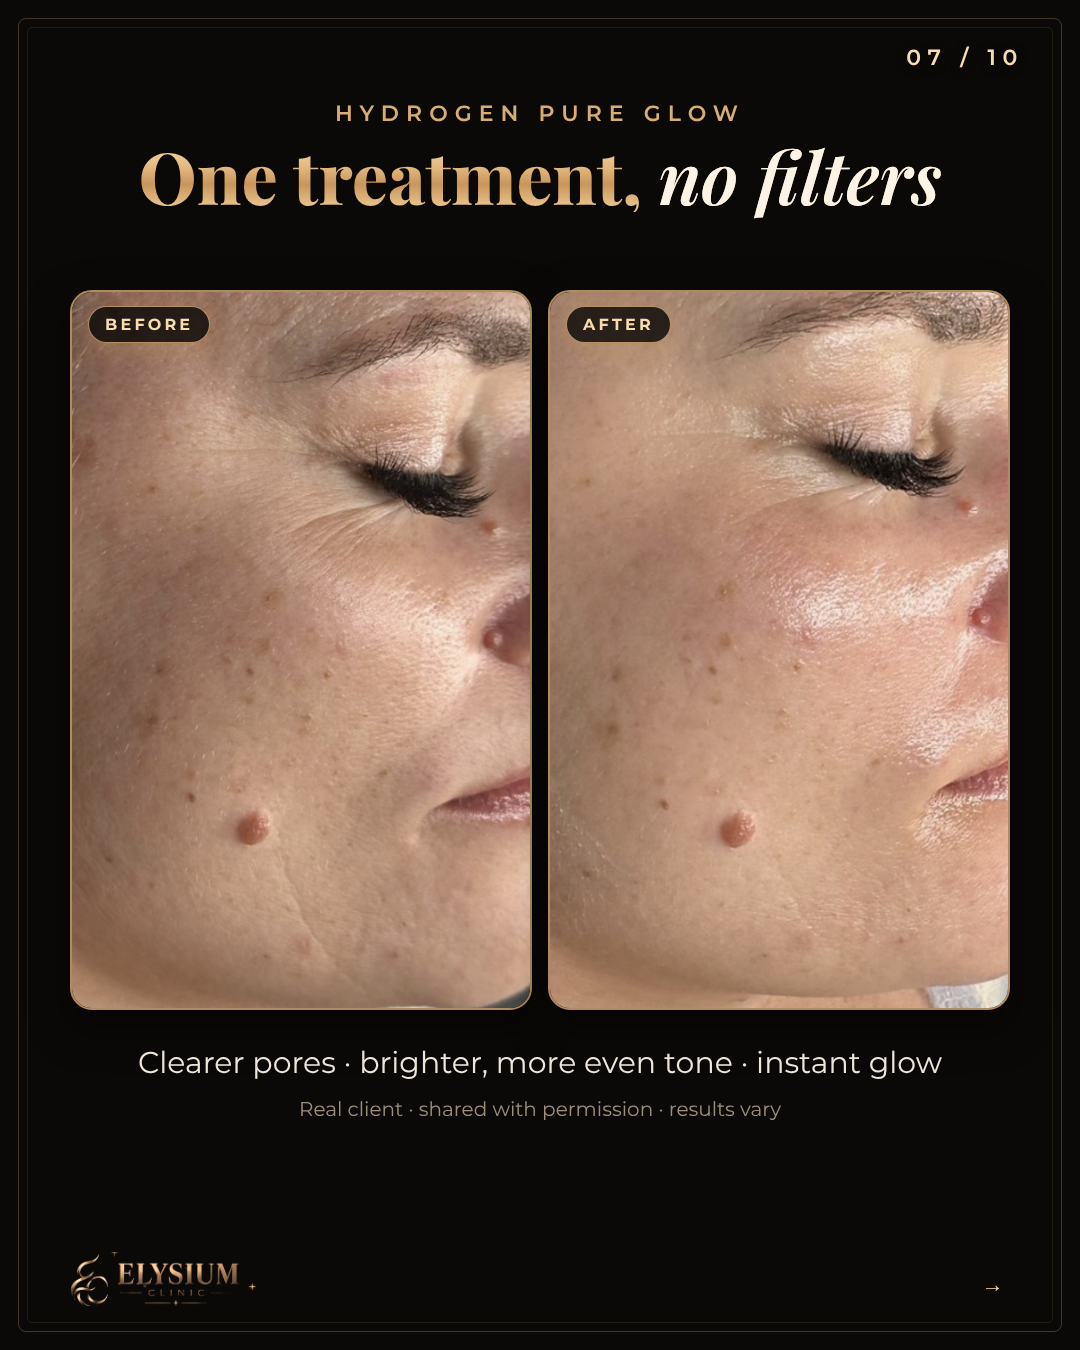 07 / 10
HYDROGEN PURE GLOW
One treatment, no filters
BEFORE
AFTER
Clearer pores · brighter, more even tone · instant glow
Real client · shared with permission · results vary
ELYSIUM
CLINIC
→